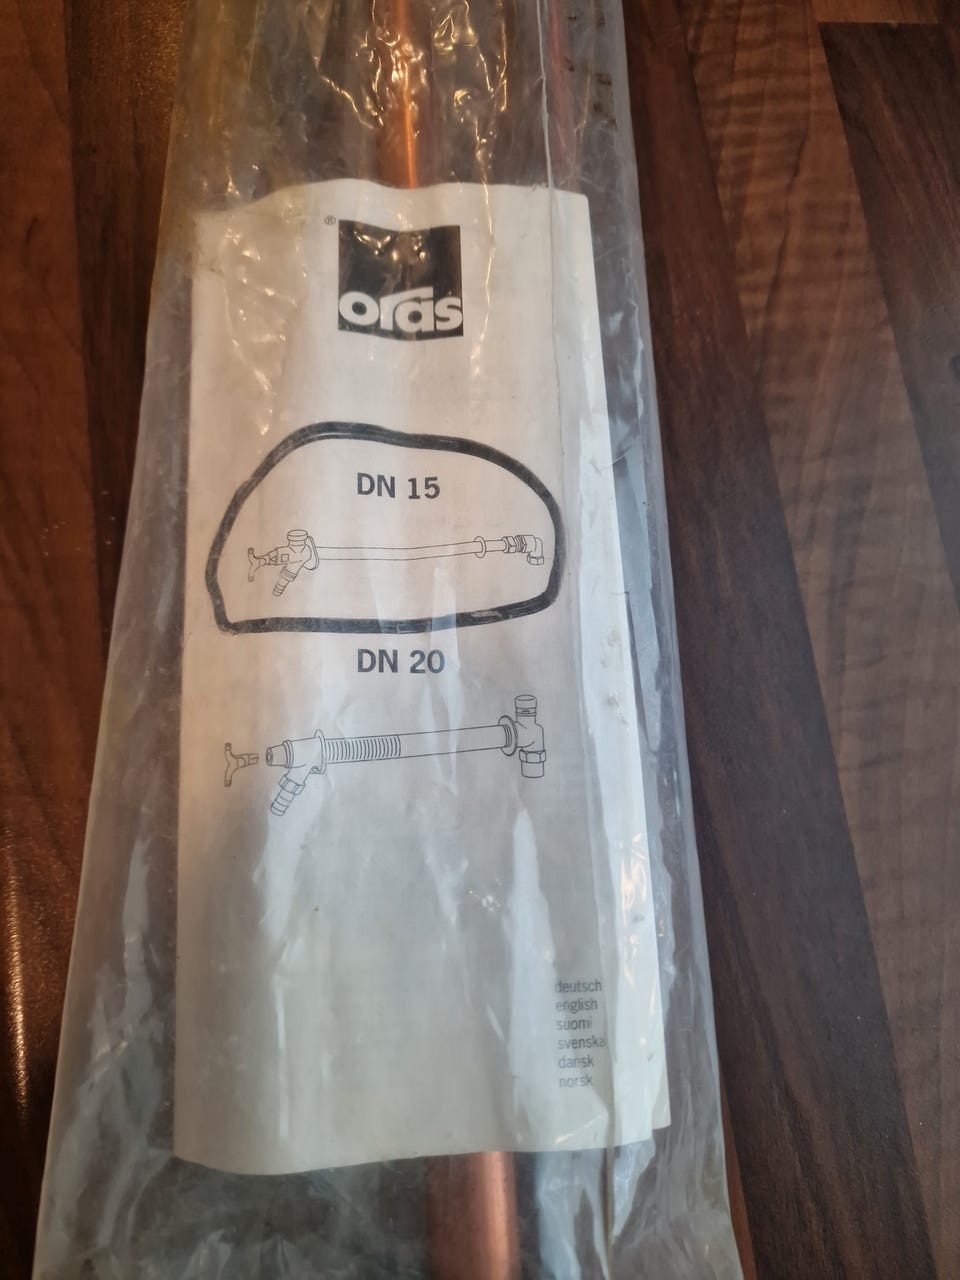 ®
oras
DN 15
DN 20
deutsch
english
suomi
svenska
dansk
norsk